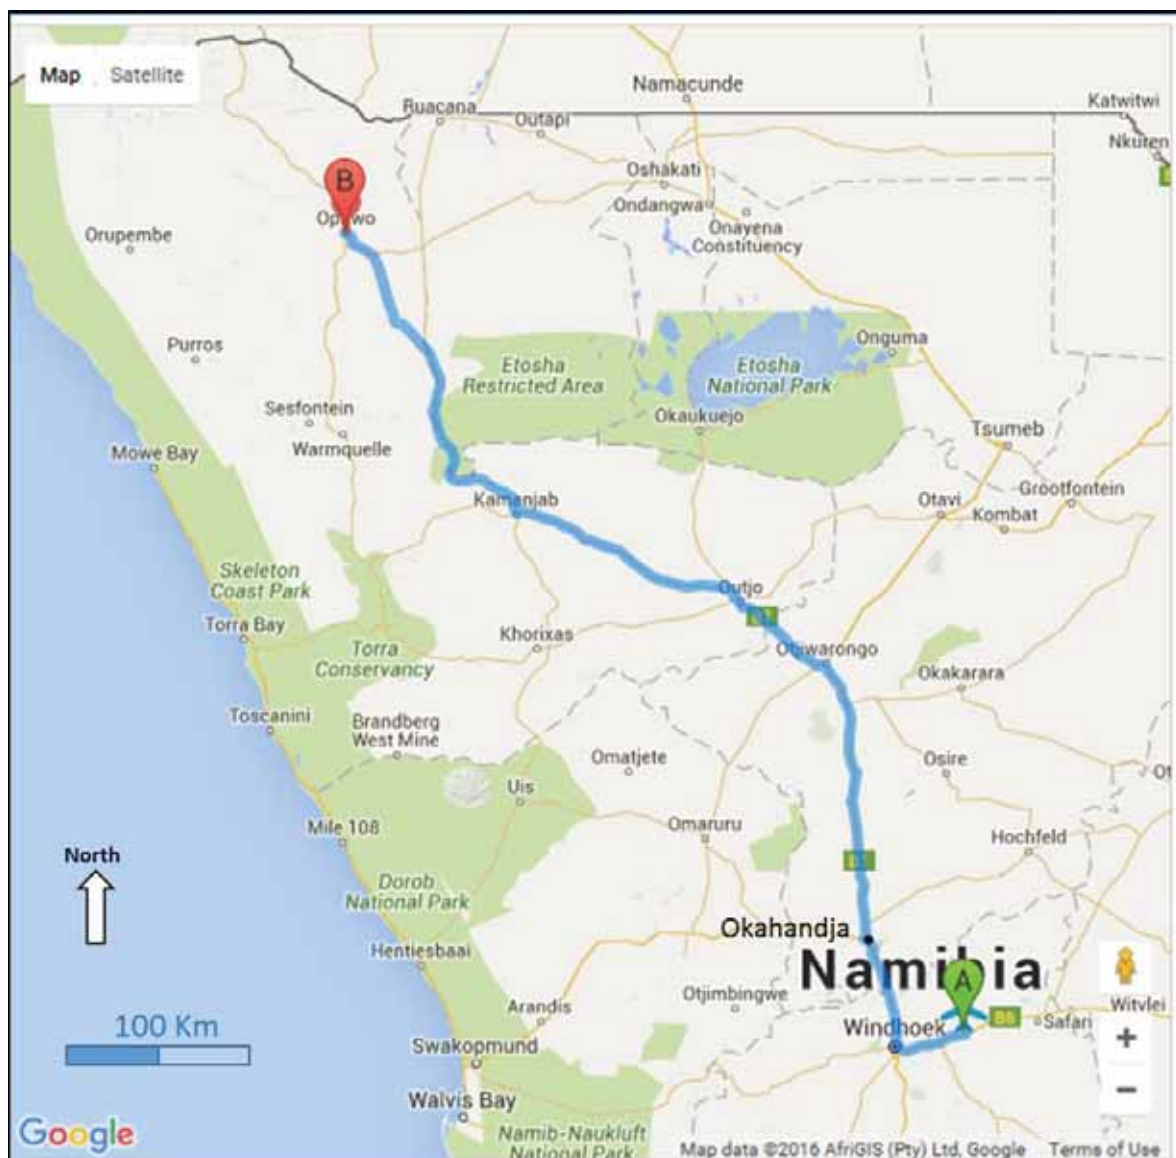 Map Satellite
Namacunde
Katwitwi
Ruacana
Outapi
Nkuren
Oshakati
B
Ondangwa
Onayena
Constituency
Orupembe
Purros
Onguma
Etosha
Restricted Area
Etosha
National Park
Sesfontein
Okaukuejo
Tsumeb
Warmquelle
Mowe Bay
Kamanjab
Otavi
Grootfontein
Kombat
Skeleton
Coast Park
Outjo
Torra Bay
Khorixas
Torra
Conservancy
Otjiwarongo
Okakarara
Toscanini
Brandberg
West Mine
Omatjete
Osire
Ot
Uis
Mile 108
Omaruru
Hochfeld
North
Dorob
National Park
Okahandja
Hentiesbaai
Namibia
A
Otjimbingwe
Witvlei
Arandis
B6
Safari
100 Km
Windhoek
Swakopmund
Walvis Bay
Google
Namib-Naukluft
National Park
Map data ©2016 AfriGIS (Pty) Ltd, Google Terms of Use